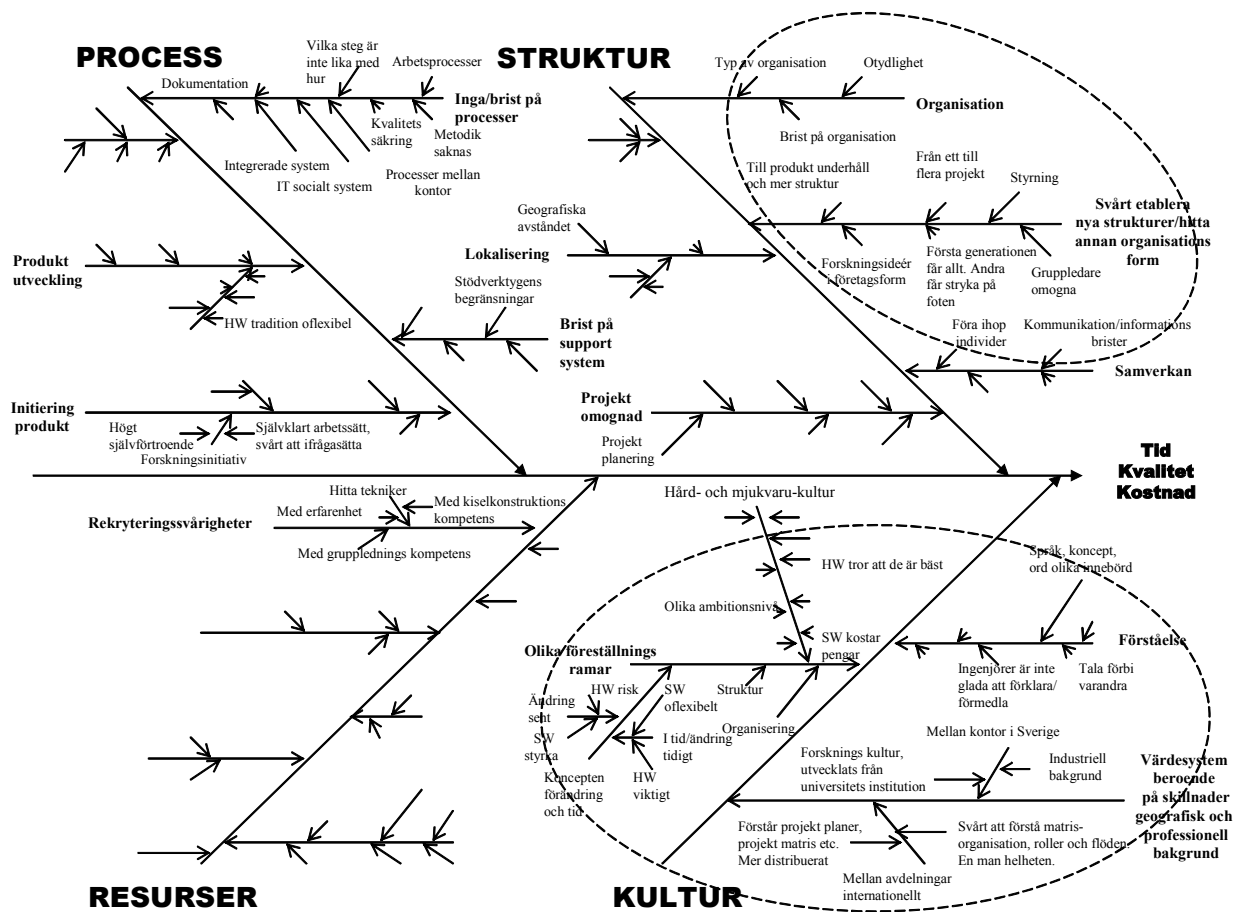 PROCESS
Dokumentation
Vilka steg är
inte lika med
hur
Arbetsprocesser
Inga/brist på
processer
Kvalitets
säkring
Metodik
saknas
Integrerade system
IT socialt system
Processer mellan
kontor
Produkt
utveckling
HW tradition oflexibel
Stödverktygens
begränsningar
Brist på
support
system
Initiering
produkt
Högt
självförtroende
Forskningsinitiativ
Självklart arbetssätt,
svårt att ifrågasätta
STRUKTUR
Typ av organisation
Otydlighet
Organisation
Brist på organisation
Till produkt underhåll
och mer struktur
Från ett till
flera projekt
Styrning
Svårt etablera
nya strukturer/hitta
annan organisations
form
Forskningsideér
i företagsform
Första generationen
får allt. Andra
får stryka på
foten
Gruppledare
omogna
Geografiska
avståndet
Lokalisering
Föra ihop
individer
Kommunikation/informations
brister
Samverkan
Projekt
omognad
Projekt
planering
Tid
Kvalitet
Kostnad
Hitta tekniker
Med erfarenhet
Med kiselkonstruktions
kompetens
Rekryteringssvårigheter
Med grupplednings kompetens
RESURSER
Hård- och mjukvaru-kultur
HW tror att de är bäst
Olika ambitionsnivå
SW kostar
pengar
Olika föreställnings
ramar
HW risk
SW
oflexibelt
Struktur
Organisering
Ändring
sent
SW
styrka
I tid/ändring
tidigt
Koncepten
förändring
och tid
HW
viktigt
Språk, koncept,
ord olika innebörd
Förståelse
Ingenjörer är inte
glada att förklara/
förmedla
Tala förbi
varandra
Mellan kontor i Sverige
Forsknings kultur,
utvecklats från
universitets institution
Industriell
bakgrund
Värdesystem
beroende
på skillnader
geografisk och
professionell
bakgrund
Förstår projekt planer,
projekt matris etc.
Mer distribuerat
Svårt att förstå matris-
organisation, roller och flöden.
En man helheten.
Mellan avdelningar
internationellt
KULTUR